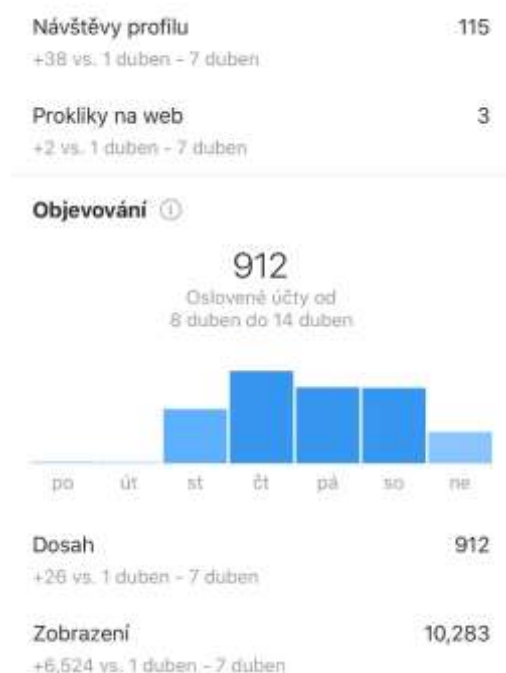 Návštěvy profilu 115
+38 vs. 1 duben - 7 duben
Prokliky na web 3
+2 vs. 1 duben - 7 duben
Objevování
912
Oslovené účty od
8 duben do 14 duben
po út st čt pá so ne
Dosah 912
+26 vs. 1 duben - 7 duben
Zobrazení 10,283
+6,524 vs. 1 duben - 7 duben